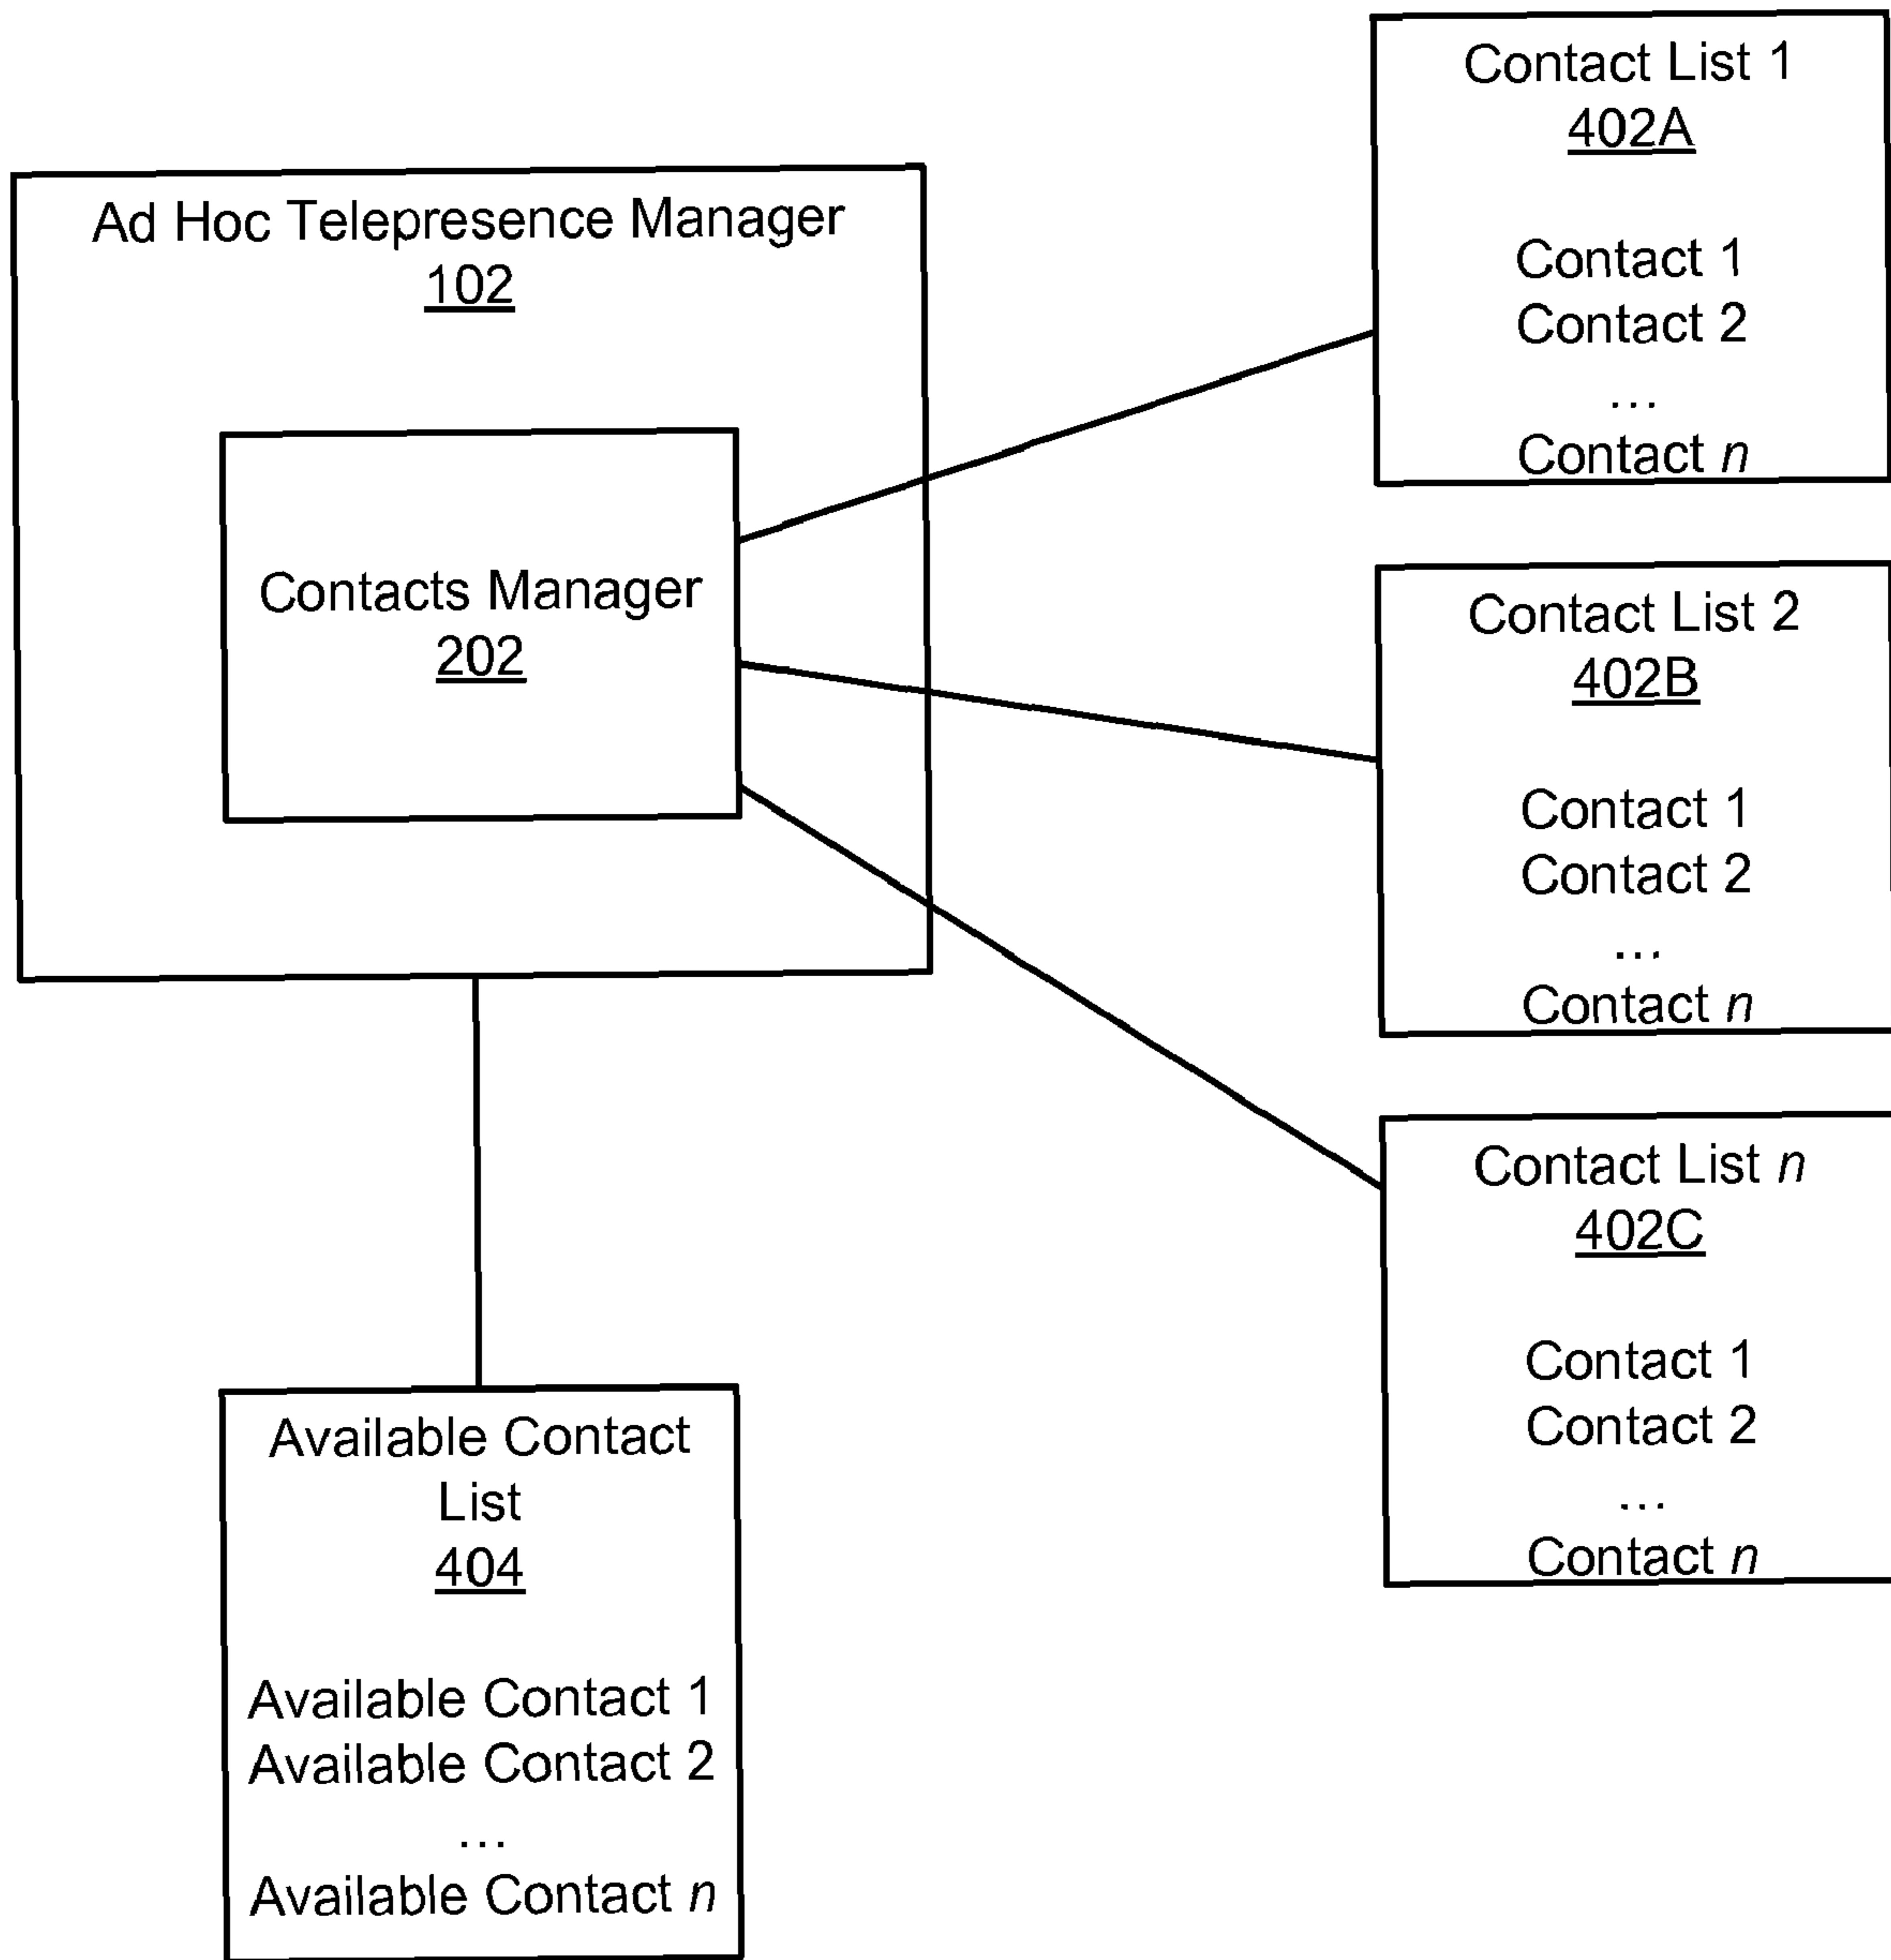 Ad Hoc Telepresence Manager
102
Contacts Manager
202
Contact List 1
402A
Contact 1
Contact 2
...
Contact n
Contact List 2
402B
Contact 1
Contact 2
...
Contact n
Contact List n
402C
Contact 1
Contact 2
...
Contact n
Available Contact
List
404
Available Contact 1
Available Contact 2
...
Available Contact n